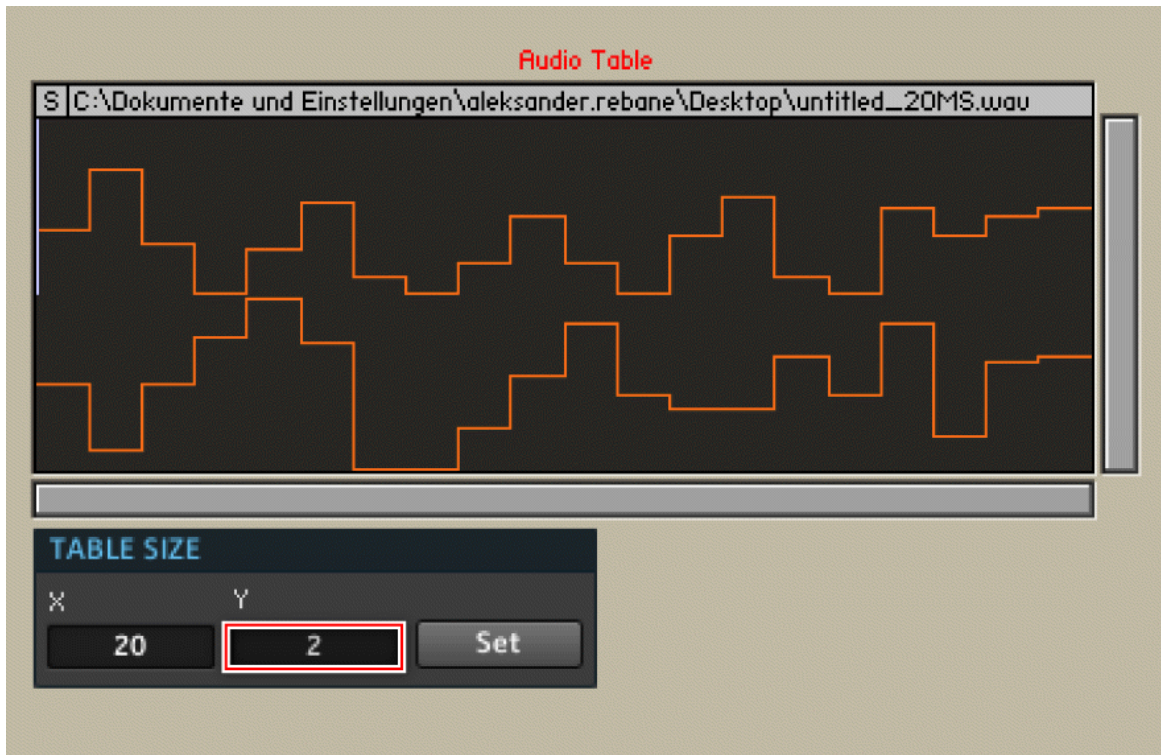 Audio Table
S C:\Dokumente und Einstellungen\aleksander.rebane\Desktop\untitled_20MS.wav
TABLE SIZE
X Y
20 2 Set